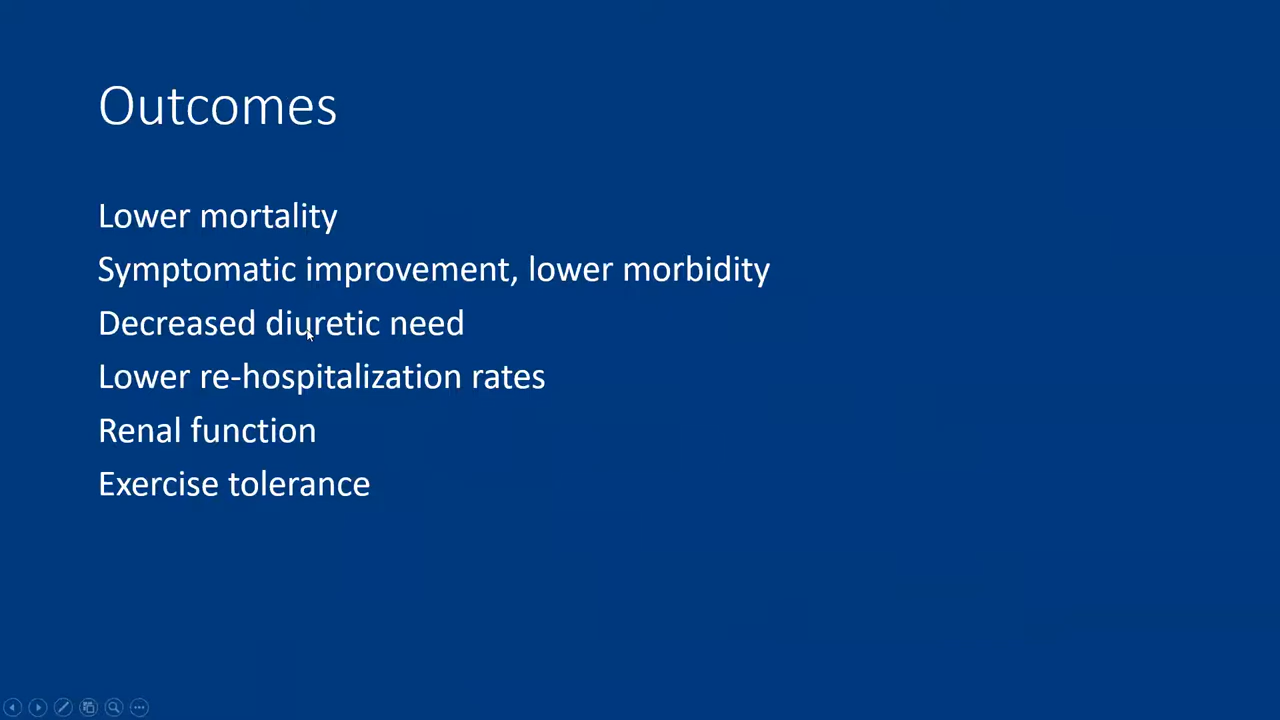 Outcomes
Lower mortality
Symptomatic improvement, lower morbidity
Decreased diuretic need
Lower re-hospitalization rates
Renal function
Exercise tolerance